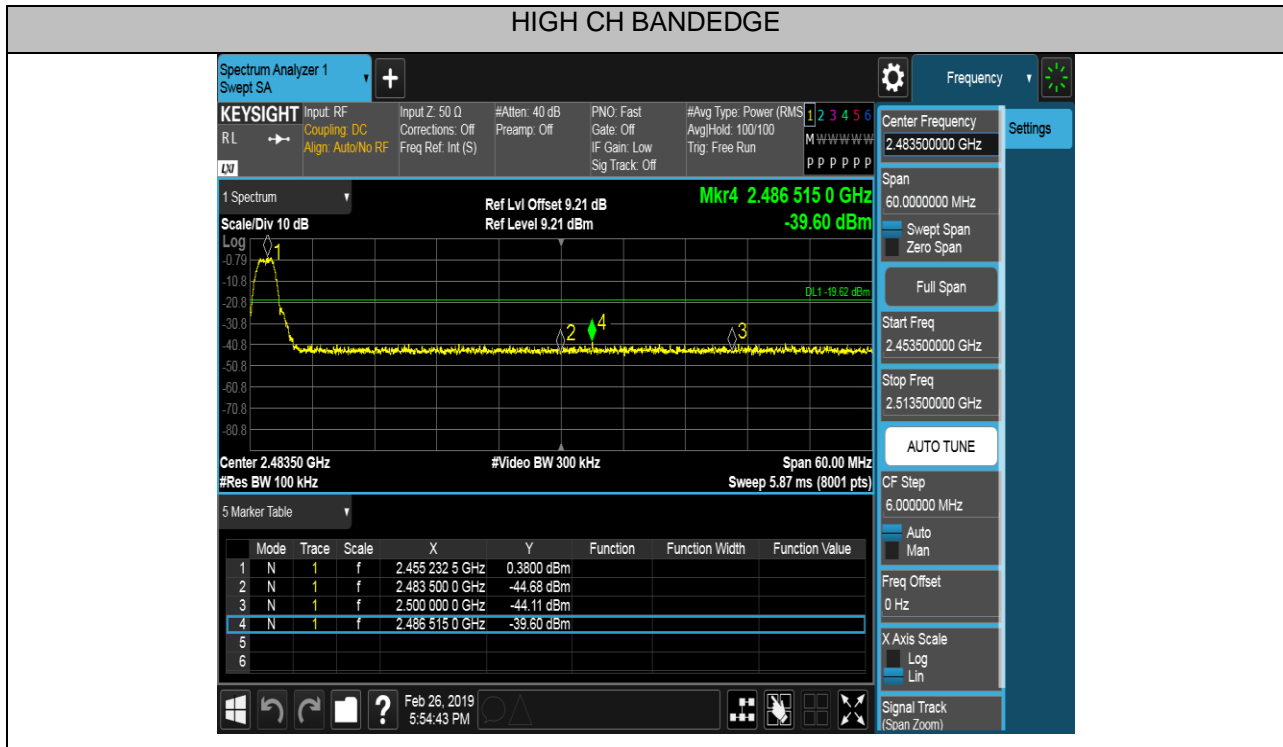 HIGH CH BANDEDGE
Spectrum Analyzer 1
Swept SA
+
Frequency
KEYSIGHT
R L
LXI
Input: RF
Coupling: DC
Align: Auto/No RF
Input Z: 50 Ω
Corrections: Off
Freq Ref: Int (S)
#Atten: 40 dB
Preamp: Off
PNO: Fast
Gate: Off
IF Gain: Low
Sig Track: Off
#Avg Type: Power (RMS
Avg|Hold: 100/100
Trig: Free Run
1 2 3 4 5 6
M W W W W W
P P P P P P
1 Spectrum
Scale/Div 10 dB
Ref Lvl Offset 9.21 dB
Ref Level 9.21 dBm
Mkr4 2.486 515 0 GHz
-39.60 dBm
Log
-0.79
-10.8
-20.8
-30.8
-40.8
-50.8
-60.8
-70.8
-80.8
DL1 -19.62 dBm
1
2
4
3
Center 2.48350 GHz
#Video BW 300 kHz
Span 60.00 MHz
#Res BW 100 kHz
Sweep 5.87 ms (8001 pts)
5 Marker Table
Mode Trace Scale X Y Function Function Width Function Value
1 N 1 f 2.455 232 5 GHz 0.3800 dBm
2 N 1 f 2.483 500 0 GHz -44.68 dBm
3 N 1 f 2.500 000 0 GHz -44.11 dBm
4 N 1 f 2.486 515 0 GHz -39.60 dBm
5
6
?
Feb 26, 2019
5:54:43 PM
Center Frequency
2.483500000 GHz
Settings
Span
60.0000000 MHz
Swept Span
Zero Span
Full Span
Start Freq
2.453500000 GHz
Stop Freq
2.513500000 GHz
AUTO TUNE
CF Step
6.000000 MHz
Auto
Man
Freq Offset
0 Hz
X Axis Scale
Log
Lin
Signal Track
(Span Zoom)